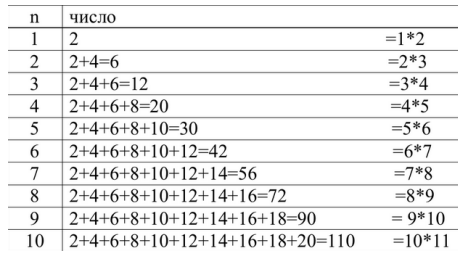 n число
1 2 =1*2
2 2+4=6 =2*3
3 2+4+6=12 =3*4
4 2+4+6+8=20 =4*5
5 2+4+6+8+10=30 =5*6
6 2+4+6+8+10+12=42 =6*7
7 2+4+6+8+10+12+14=56 =7*8
8 2+4+6+8+10+12+14+16=72 =8*9
9 2+4+6+8+10+12+14+16+18=90 = 9*10
10 2+4+6+8+10+12+14+16+18+20=110 =10*11